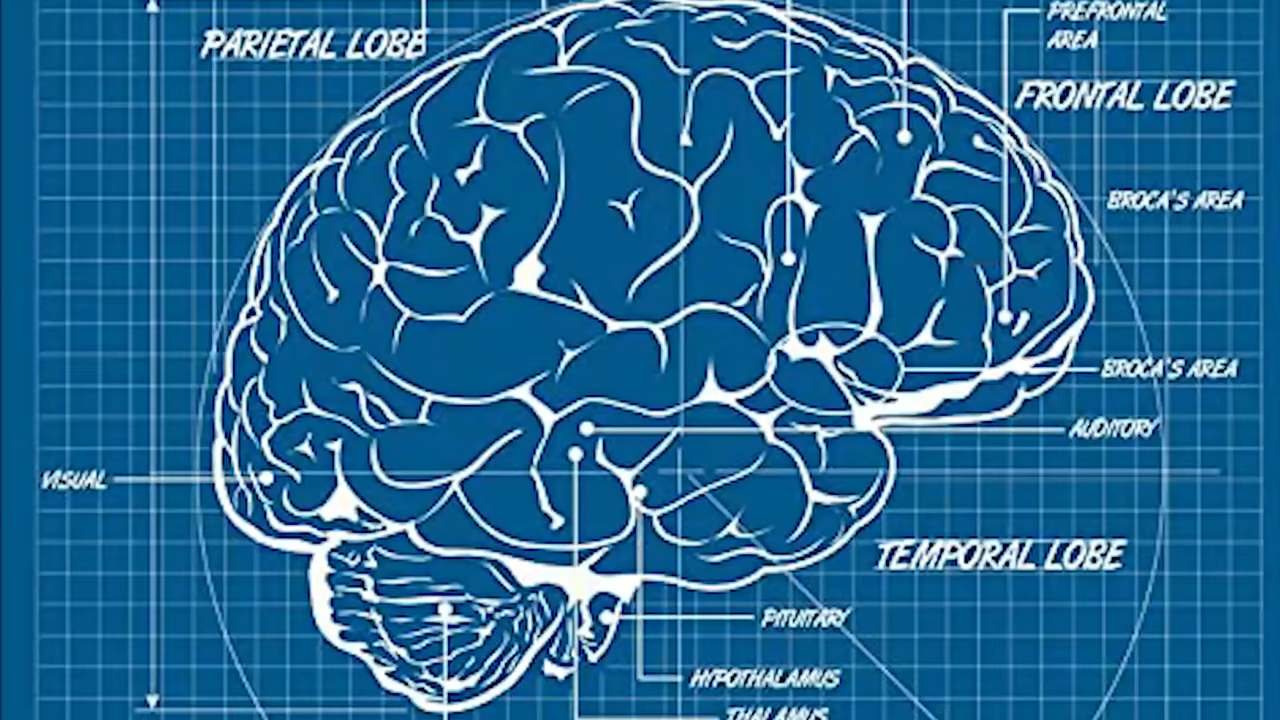 PREFRONTAL
AREA
PARIETAL LOBE
FRONTAL LOBE
BROCA'S AREA
BROCA'S AREA
AUDITORY
VISUAL
TEMPORAL LOBE
PITUITARY
HYPOTHALAMUS
THALAMUS